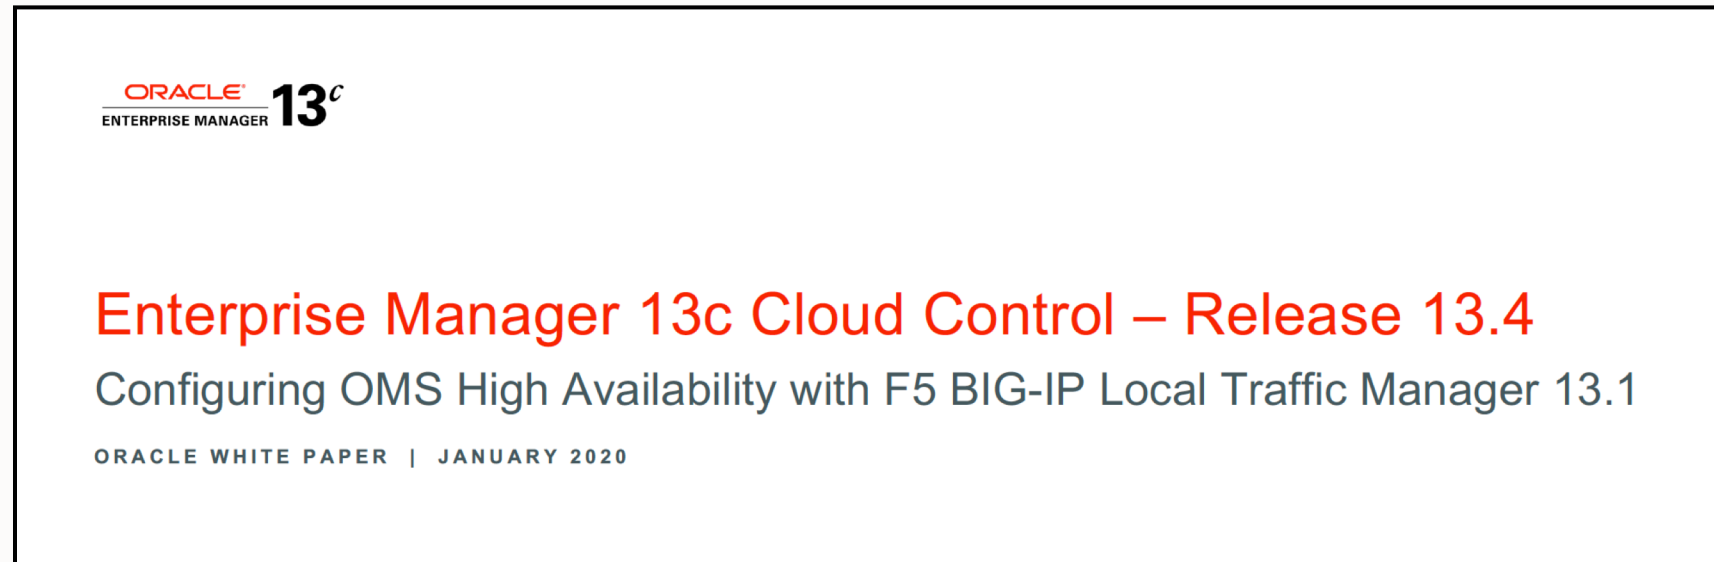 ORACLE®
ENTERPRISE MANAGER 13c
Enterprise Manager 13c Cloud Control – Release 13.4
Configuring OMS High Availability with F5 BIG-IP Local Traffic Manager 13.1
ORACLE WHITE PAPER | JANUARY 2020